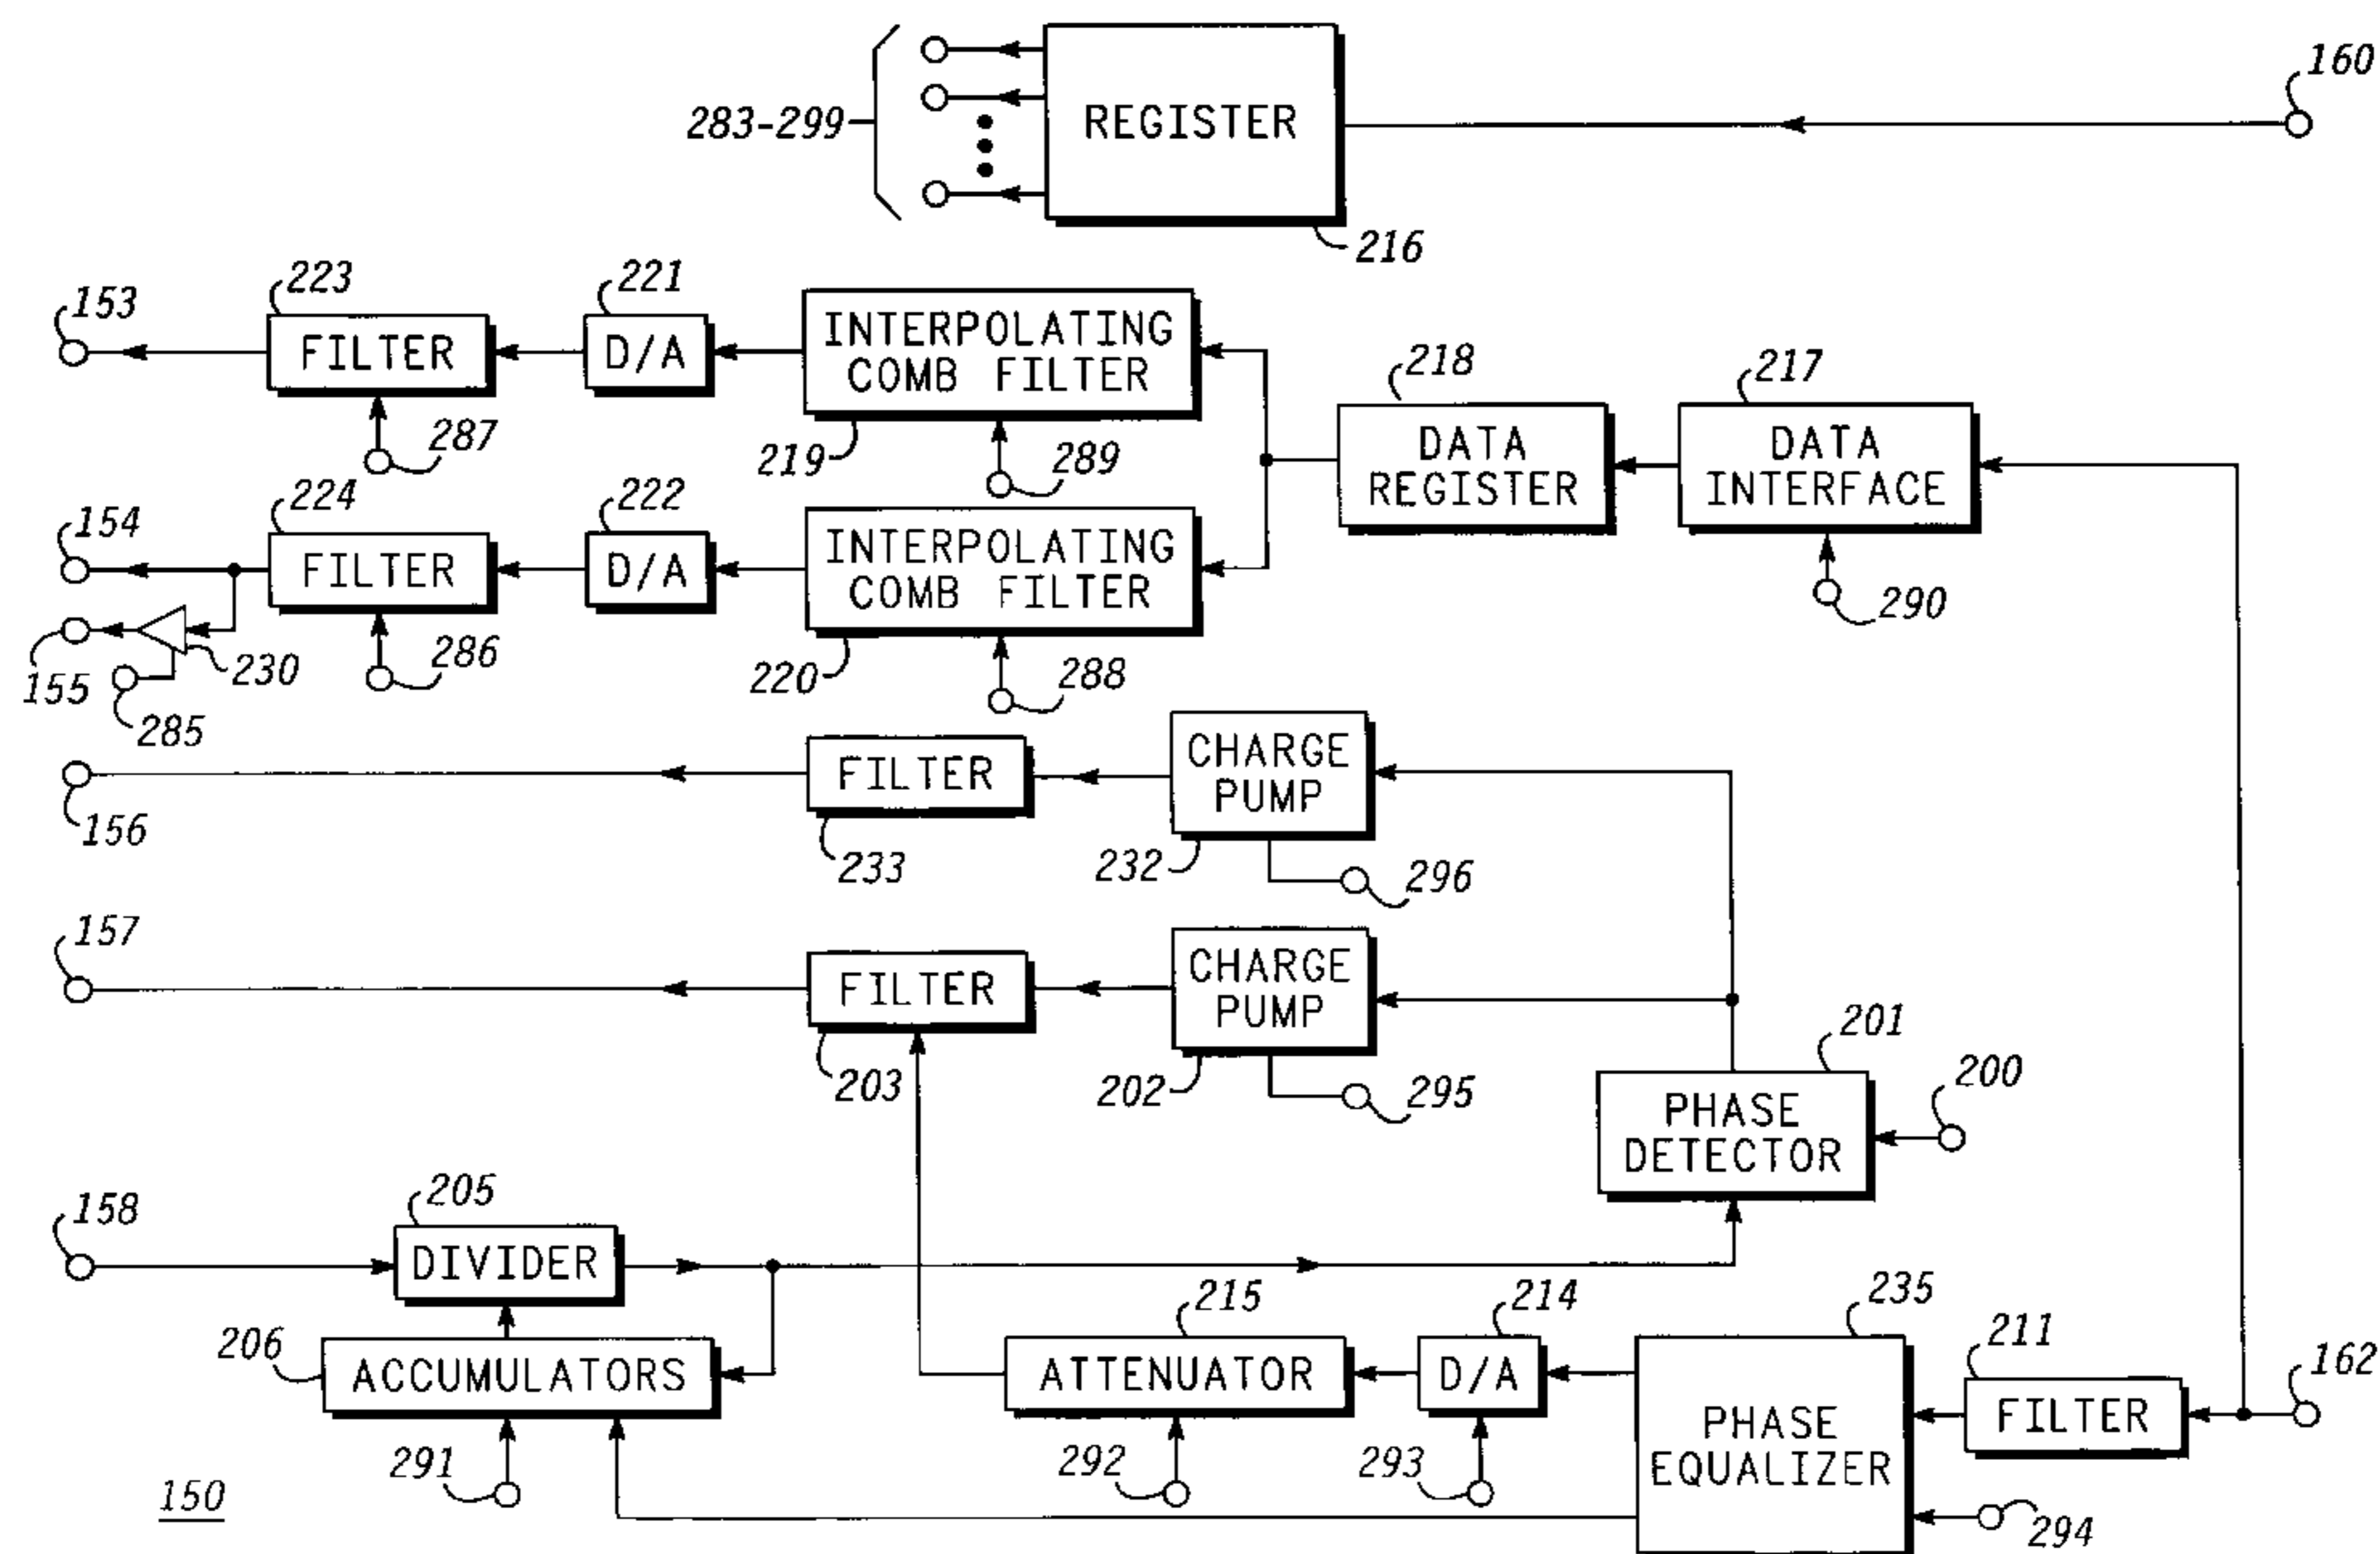 160
283-299
REGISTER
216
223
221
INTERPOLATING
COMB FILTER
153
FILTER
D/A
218
217
287
219
289
DATA
REGISTER
DATA
INTERFACE
224
222
154
FILTER
D/A
INTERPOLATING
COMB FILTER
290
155
230
286
220
288
285
CHARGE
PUMP
FILTER
156
233
232
296
157
CHARGE
PUMP
FILTER
201
203
202
295
200
PHASE
DETECTOR
158
205
DIVIDER
215
214
235
211
206
ACCUMULATORS
ATTENUATOR
D/A
162
PHASE
EQUALIZER
FILTER
291
292
293
150
294